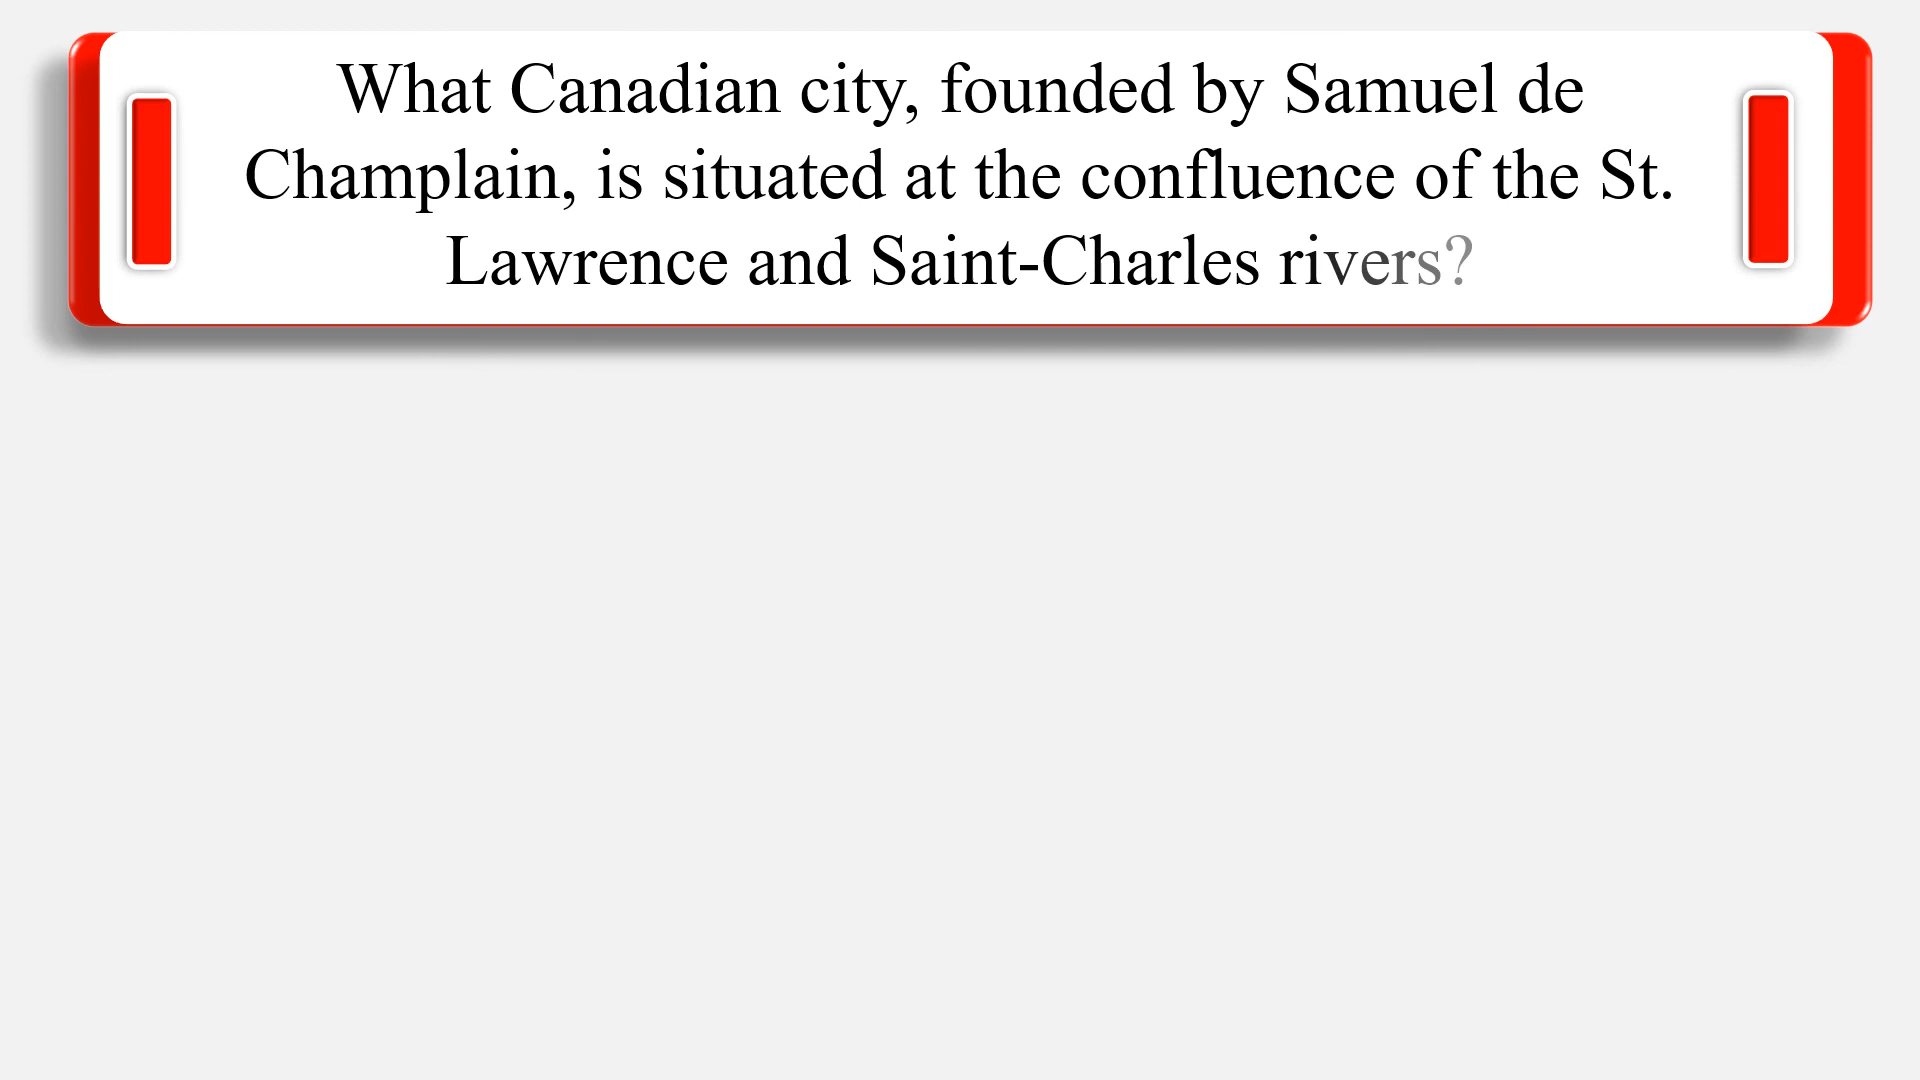 What Canadian city, founded by Samuel de
Champlain, is situated at the confluence of the St.
Lawrence and Saint-Charles rivers?